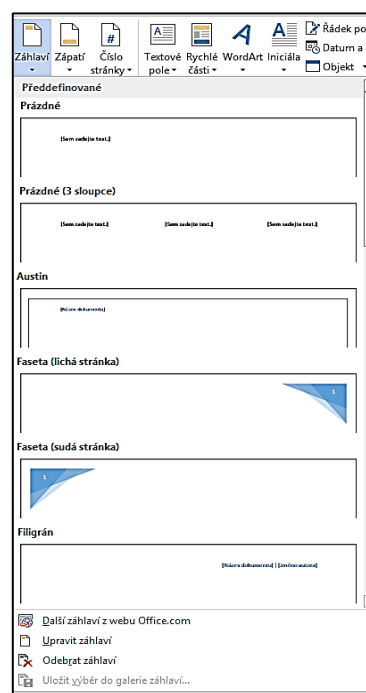 Záhlaví Zápatí Číslo stránky Textové pole Rychlé části WordArt Iniciála
Řádek po
Datum a
Objekt
Předdefinované
Prázdné
[Sem zadejte text.]
Prázdné (3 sloupce)
[Sem zadejte text.] [Sem zadejte text.] [Sem zadejte text.]
Austin
[Název dokumentu]
Faseta (lichá stránka)
1
Faseta (sudá stránka)
1
Filigrán
[Název dokumentu] | [Jméno autora]
Další záhlaví z webu Office.com
Upravit záhlaví
Odebrat záhlaví
Uložit výběr do galerie záhlaví...